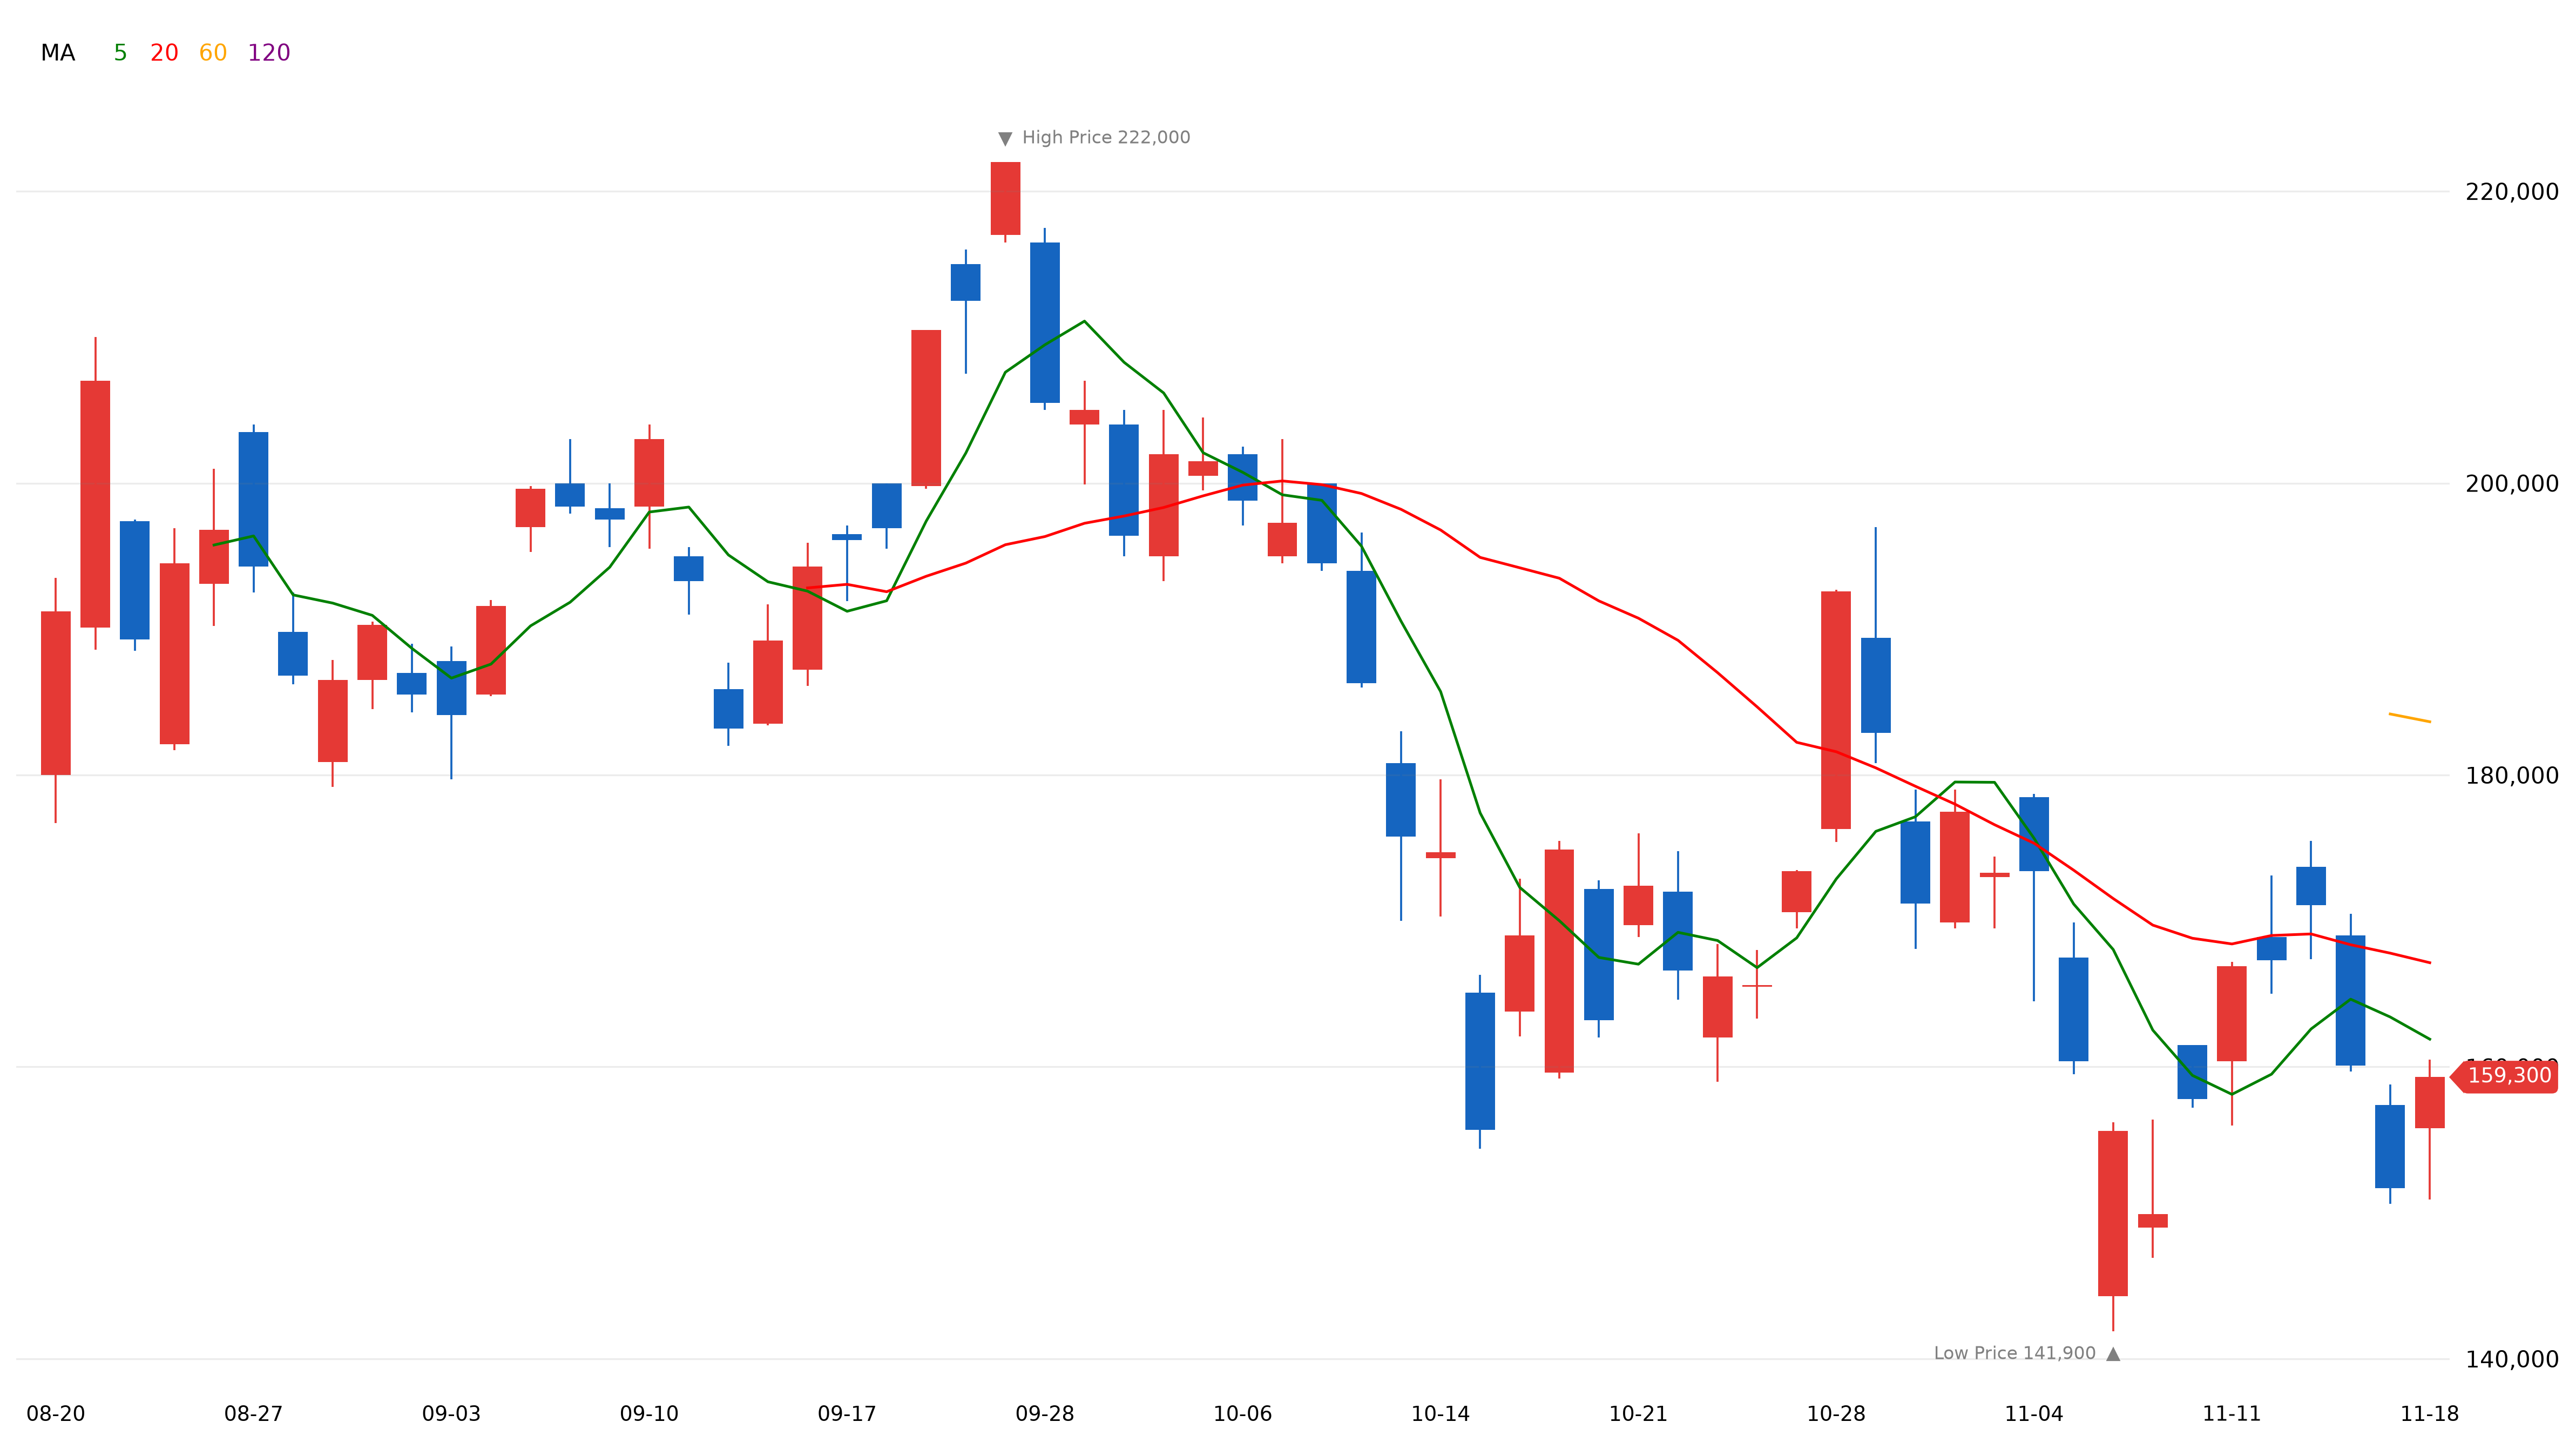 MA 5 20 60 120
▼ High Price 222,000
220,000
200,000
180,000
159,300
Low Price 141,900 ▲
140,000
08-20 08-27 09-03 09-10 09-17 09-28 10-06 10-14 10-21 10-28 11-04 11-11 11-18